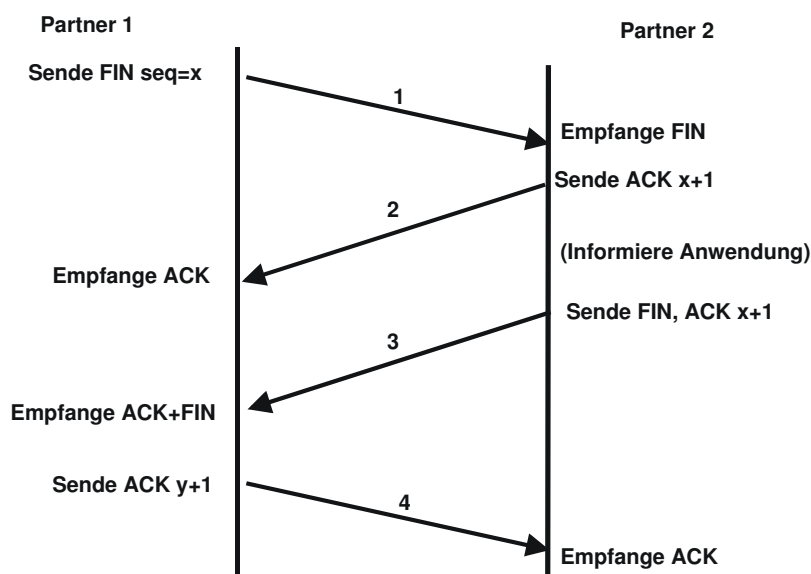 Partner 1
Partner 2
Sende FIN seq=x
1
Empfange FIN
Sende ACK x+1
2
(Informiere Anwendung)
Empfange ACK
Sende FIN, ACK x+1
3
Empfange ACK+FIN
Sende ACK y+1
4
Empfange ACK